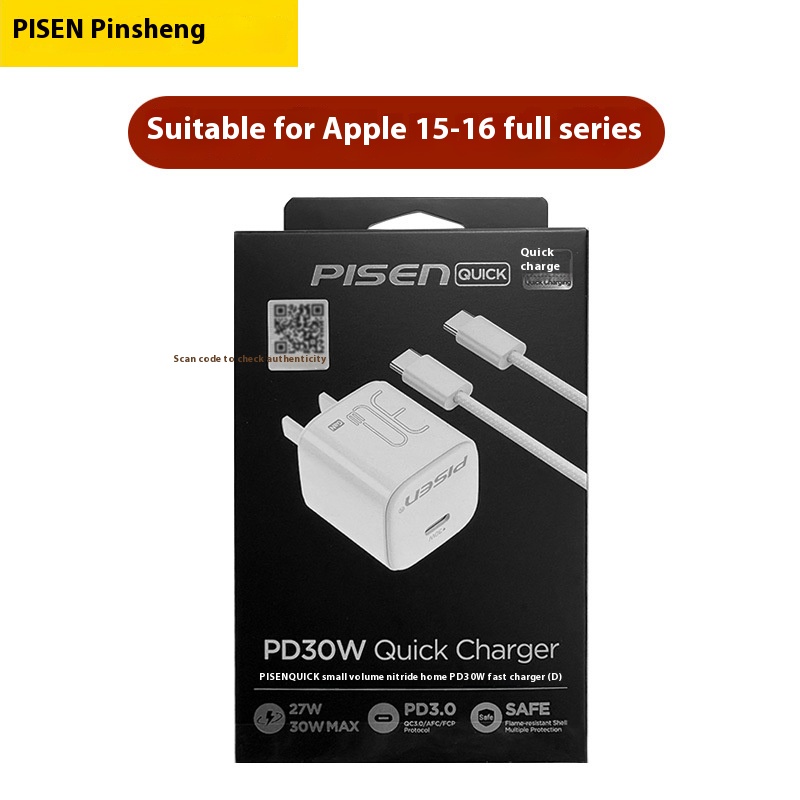 PISEN Pinsheng
Suitable for Apple 15-16 full series
PISEN QUICK
Quick
charge
Quick Charging
Scan code to check authenticity
30W
PISEN
30W
PD30W Quick Charger
PISENQUICK small volume nitride home PD30W fast charger (D)
27W
30W MAX
PD3.0
QC3.0/AFC/FCP
Protocol
Safe
SAFE
Flame-resistant Shell
Multiple Protection